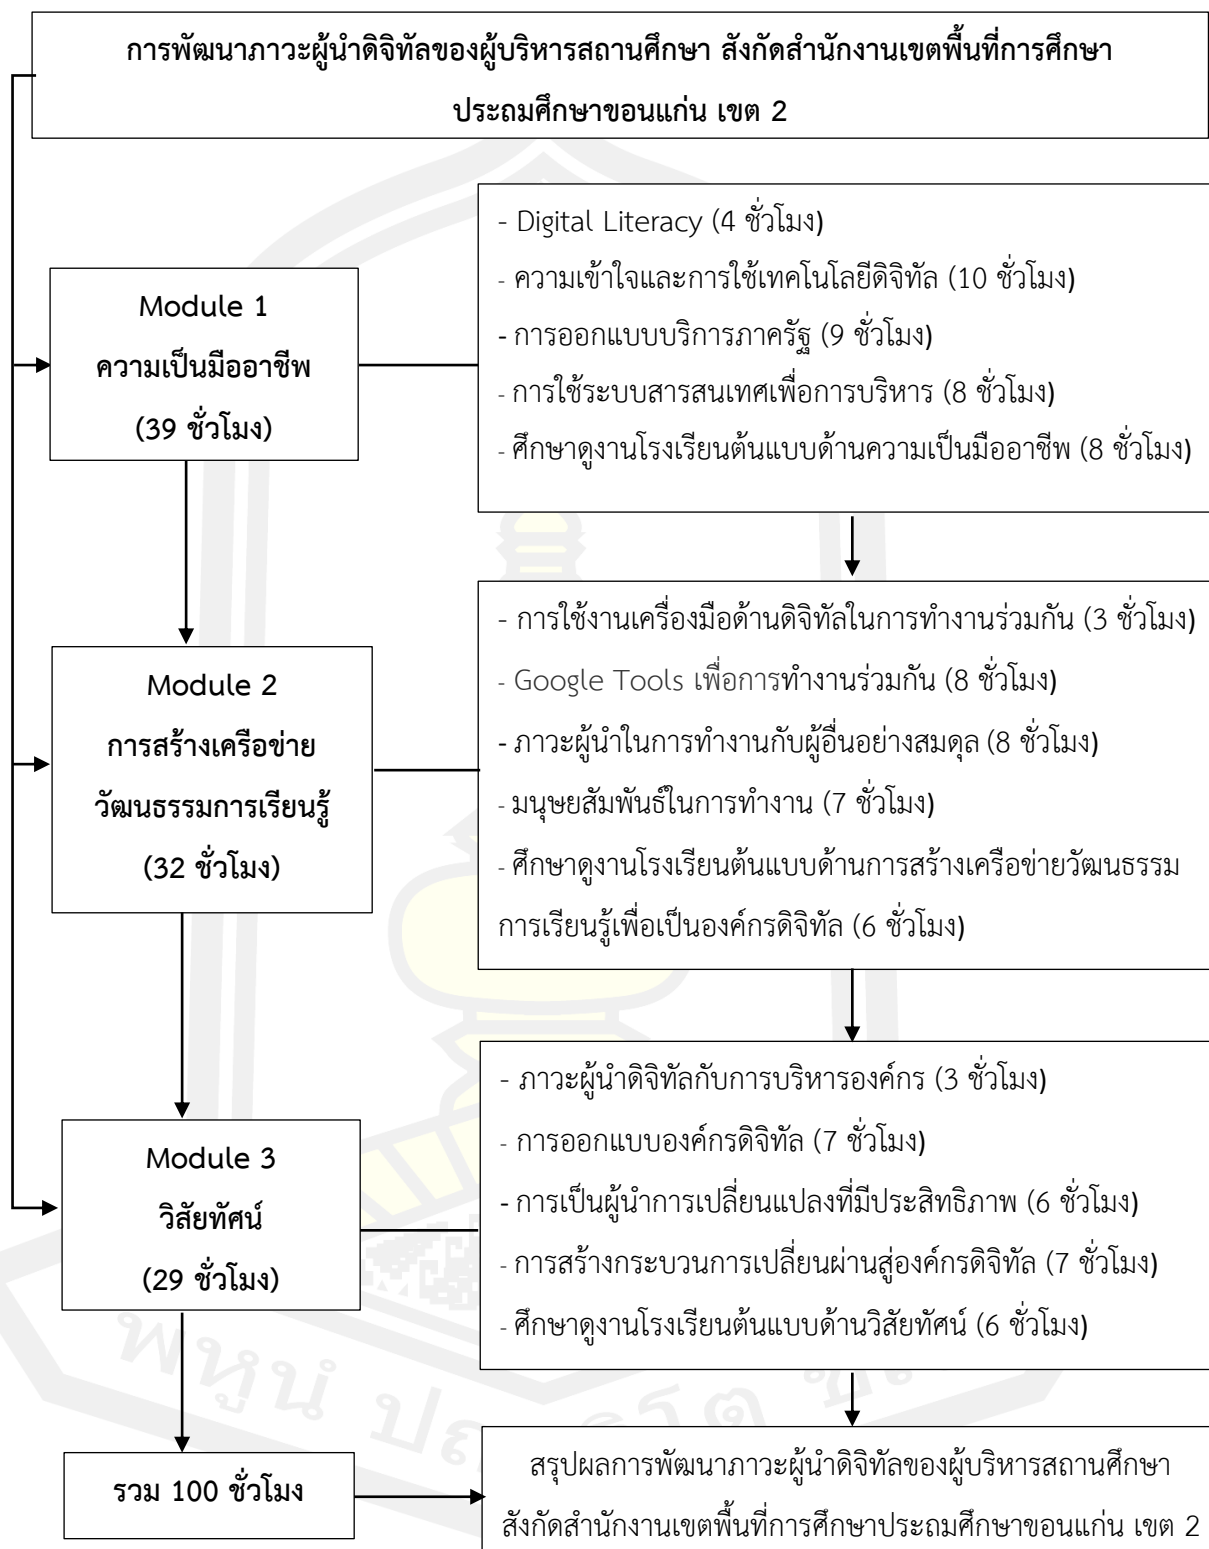 การพัฒนาภาวะผู้นำดิจิทัลของผู้บริหารสถานศึกษา สังกัดสำนักงานเขตพื้นที่การศึกษา
ประถมศึกษาขอนแก่น เขต 2
Module 1
ความเป็นมืออาชีพ
(39 ชั่วโมง)
- Digital Literacy (4 ชั่วโมง)
- ความเข้าใจและการใช้เทคโนโลยีดิจิทัล (10 ชั่วโมง)
- การออกแบบบริการภาครัฐ (9 ชั่วโมง)
- การใช้ระบบสารสนเทศเพื่อการบริหาร (8 ชั่วโมง)
- ศึกษาดูงานโรงเรียนต้นแบบด้านความเป็นมืออาชีพ (8 ชั่วโมง)
Module 2
การสร้างเครือข่าย
วัฒนธรรมการเรียนรู้
(32 ชั่วโมง)
- การใช้งานเครื่องมือด้านดิจิทัลในการทำงานร่วมกัน (3 ชั่วโมง)
- Google Tools เพื่อการทำงานร่วมกัน (8 ชั่วโมง)
- ภาวะผู้นำในการทำงานกับผู้อื่นอย่างสมดุล (8 ชั่วโมง)
- มนุษยสัมพันธ์ในการทำงาน (7 ชั่วโมง)
- ศึกษาดูงานโรงเรียนต้นแบบด้านการสร้างเครือข่ายวัฒนธรรม
การเรียนรู้เพื่อเป็นองค์กรดิจิทัล (6 ชั่วโมง)
Module 3
วิสัยทัศน์
(29 ชั่วโมง)
- ภาวะผู้นำดิจิทัลกับการบริหารองค์กร (3 ชั่วโมง)
- การออกแบบองค์กรดิจิทัล (7 ชั่วโมง)
- การเป็นผู้นำการเปลี่ยนแปลงที่มีประสิทธิภาพ (6 ชั่วโมง)
- การสร้างกระบวนการเปลี่ยนผ่านสู่องค์กรดิจิทัล (7 ชั่วโมง)
- ศึกษาดูงานโรงเรียนต้นแบบด้านวิสัยทัศน์ (6 ชั่วโมง)
พหูนํ
รวม 100 ชั่วโมง
สรุปผลการพัฒนาภาวะผู้นำดิจิทัลของผู้บริหารสถานศึกษา
สังกัดสำนักงานเขตพื้นที่การศึกษาประถมศึกษาขอนแก่น เขต 2